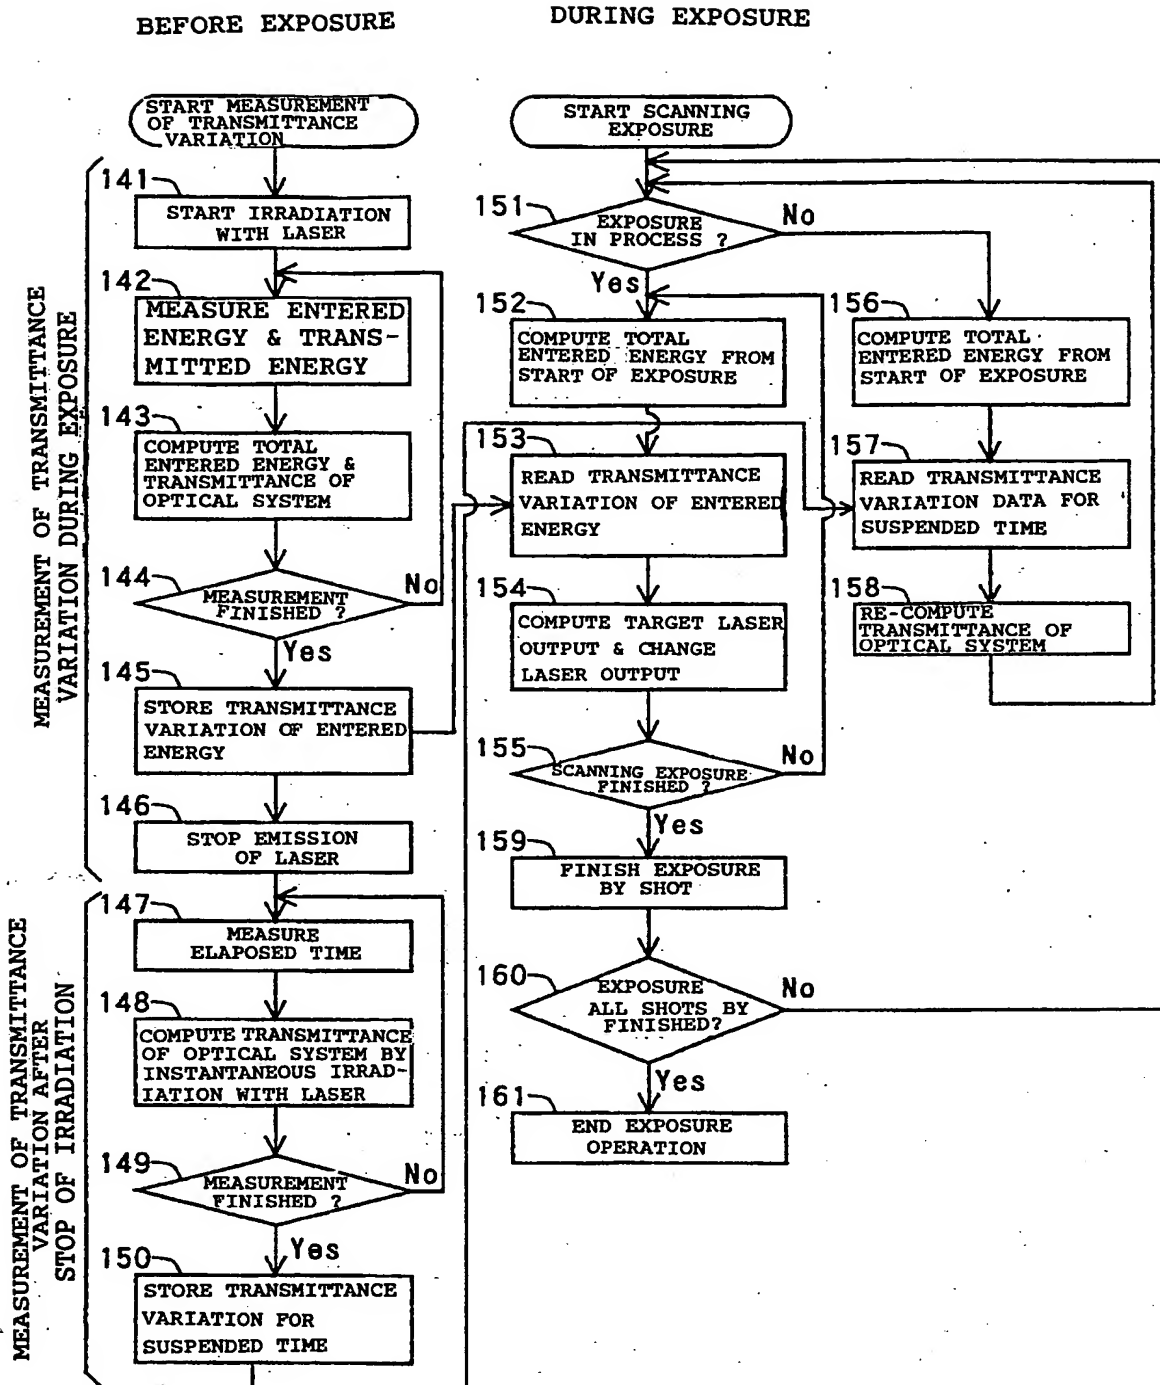 BEFORE EXPOSURE
START MEASUREMENT
OF TRANSMITTANCE
VARIATION
MEASUREMENT OF TRANSMITTANCE
VARIATION DURING EXPOSURE
141
START IRRADIATION
WITH LASER
142
MEASURE ENTERED
ENERGY & TRANS-
MITTED ENERGY
143
COMPUTE TOTAL
ENTERED ENERGY &
TRANSMITTANCE OF
OPTICAL SYSTEM
144
MEASUREMENT
FINISHED ?
No
Yes
145
STORE TRANSMITTANCE
VARIATION OF ENTERED
ENERGY
146
STOP EMISSION
OF LASER
MEASUREMENT OF TRANSMITTANCE
VARIATION AFTER
STOP OF IRRADIATION
147
MEASURE
ELAPOSED TIME
148
COMPUTE TRANSMITTANCE
OF OPTICAL SYSTEM BY
INSTANTANEOUS IRRAD-
IATION WITH LASER
149
MEASUREMENT
FINISHED ?
No
Yes
150
STORE TRANSMITTANCE
VARIATION FOR
SUSPENDED TIME
DURING EXPOSURE
START SCANNING
EXPOSURE
151
EXPOSURE
IN PROCESS ?
No
Yes
152
COMPUTE TOTAL
ENTERED ENERGY FROM
START OF EXPOSURE
153
READ TRANSMITTANCE
VARIATION OF ENTERED
ENERGY
154
COMPUTE TARGET LASER
OUTPUT & CHANGE
LASER OUTPUT
155
SCANNING EXPOSURE
FINISHED ?
No
Yes
159
FINISH EXPOSURE
BY SHOT
160
EXPOSURE
ALL SHOTS BY
FINISHED?
No
Yes
161
END EXPOSURE
OPERATION
156
COMPUTE TOTAL
ENTERED ENERGY FROM
START OF EXPOSURE
157
READ TRANSMITTANCE
VARIATION DATA FOR
SUSPENDED TIME
158
RE-COMPUTE
TRANSMITTANCE OF
OPTICAL SYSTEM